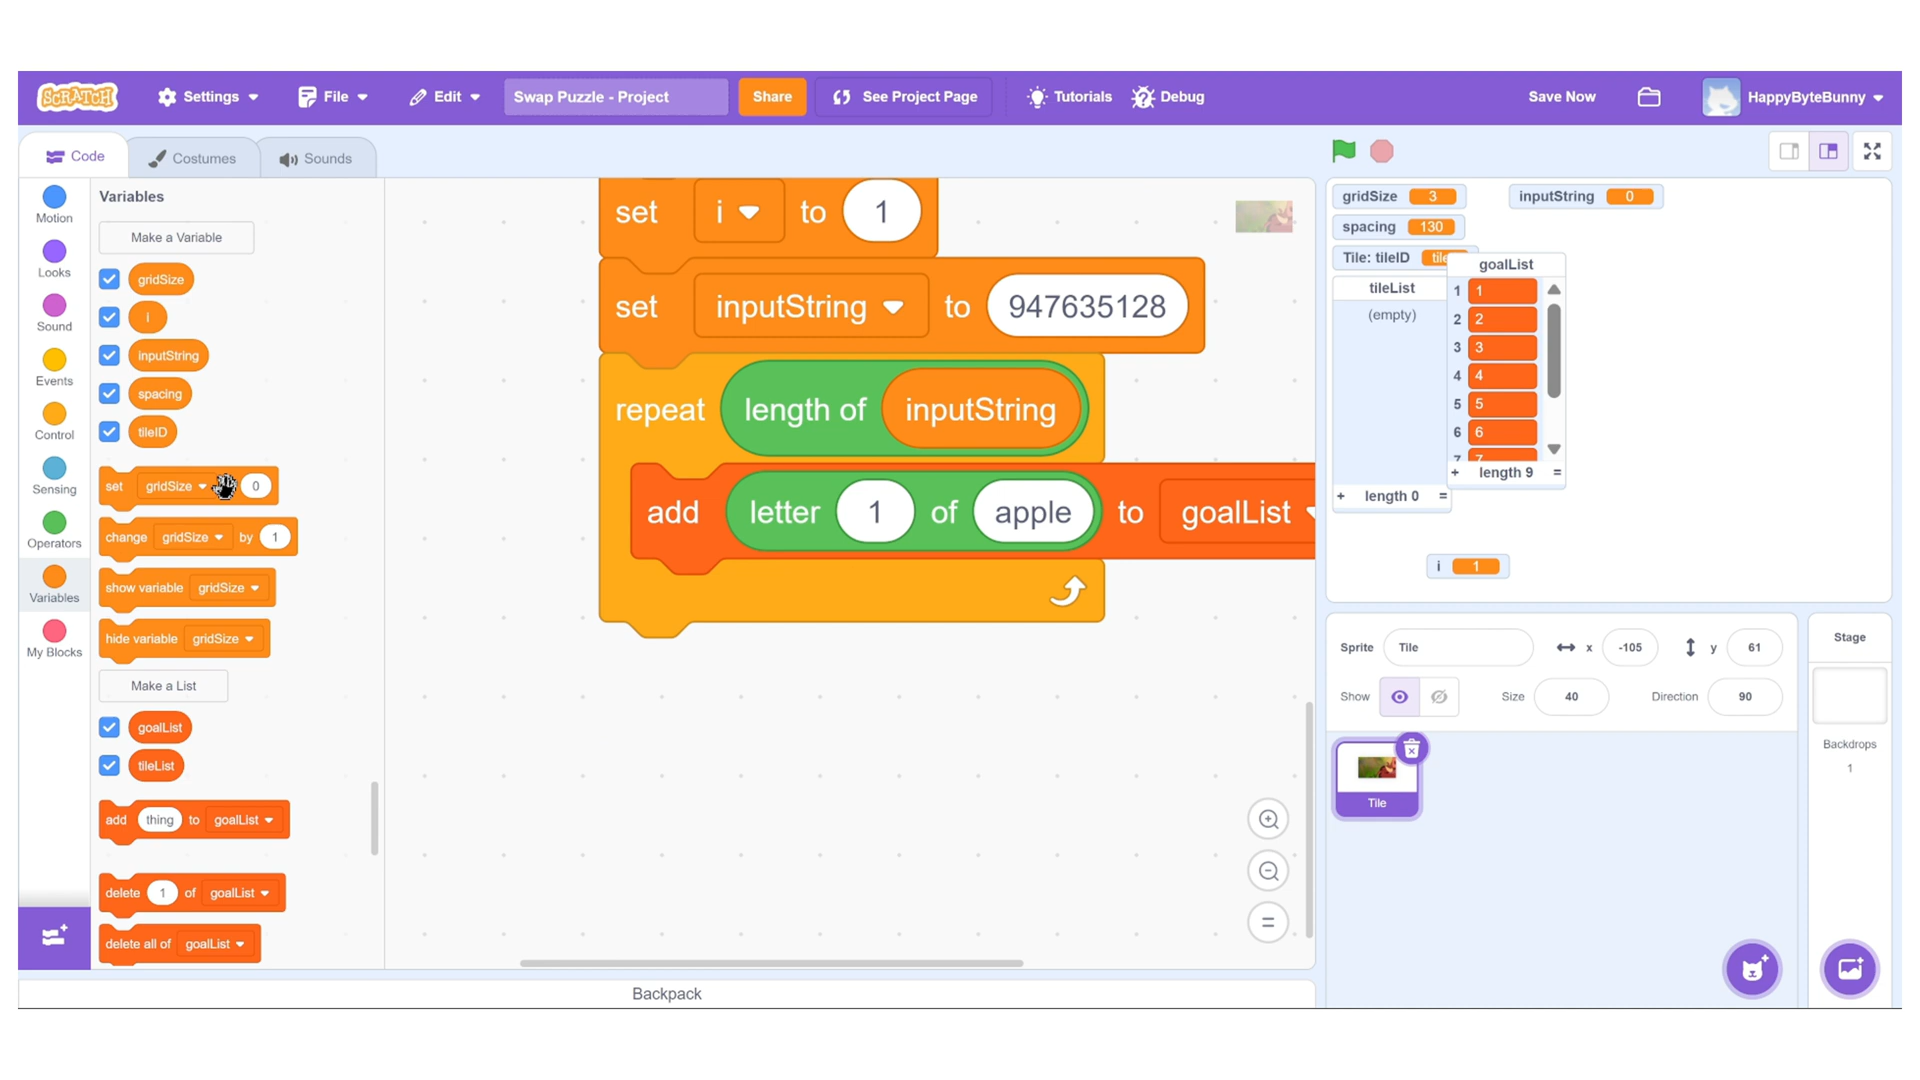 SCRATCH Settings File Edit Swap Puzzle - Project Share See Project Page Tutorials Debug Save Now HappyByteBunny
Code Costumes Sounds
Motion
Looks
Sound
Events
Control
Sensing
Operators
Variables
My Blocks
Variables
Make a Variable
gridSize
i
inputString
spacing
tileID
set gridSize 0
change gridSize by 1
show variable gridSize
hide variable gridSize
Make a List
goalList
tileList
add thing to goalList
delete 1 of goalList
delete all of goalList
set i to 1
set inputString to 947635128
repeat length of inputString
add letter 1 of apple to goalList
Backpack
gridSize 3 inputString 0
spacing 130
Tile: tileID
tileList
(empty)
+ length 0 =
goalList
1 1
2 2
3 3
4 4
5 5
6 6
7 7
+ length 9 =
i 1
Sprite Tile x -105 y 61
Show Size 40 Direction 90
Tile
Stage
Backdrops
1